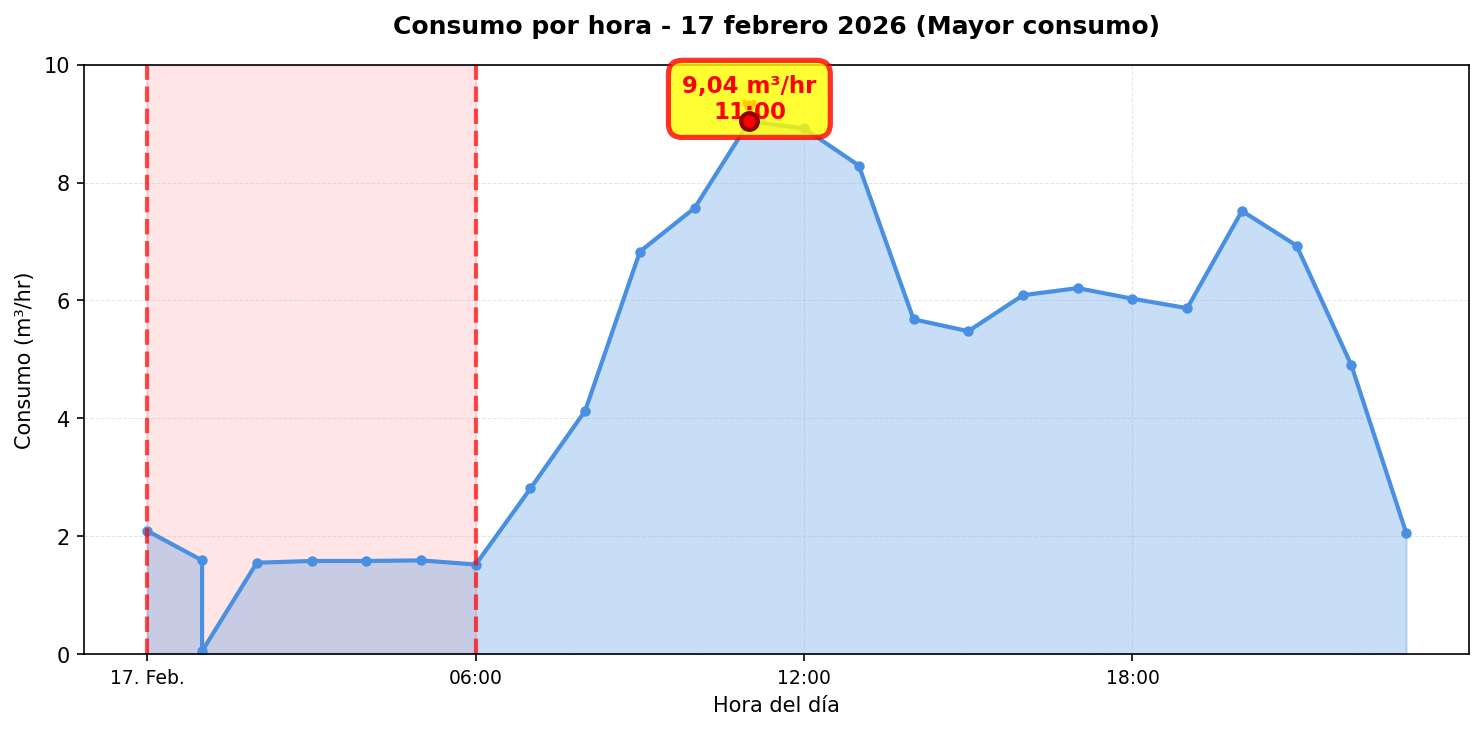 Consumo por hora - 17 febrero 2026 (Mayor consumo)
9,04 m³/hr
11:00
Consumo (m³/hr)
10
8
6
4
2
0
17. Feb.
06:00
12:00
18:00
Hora del día